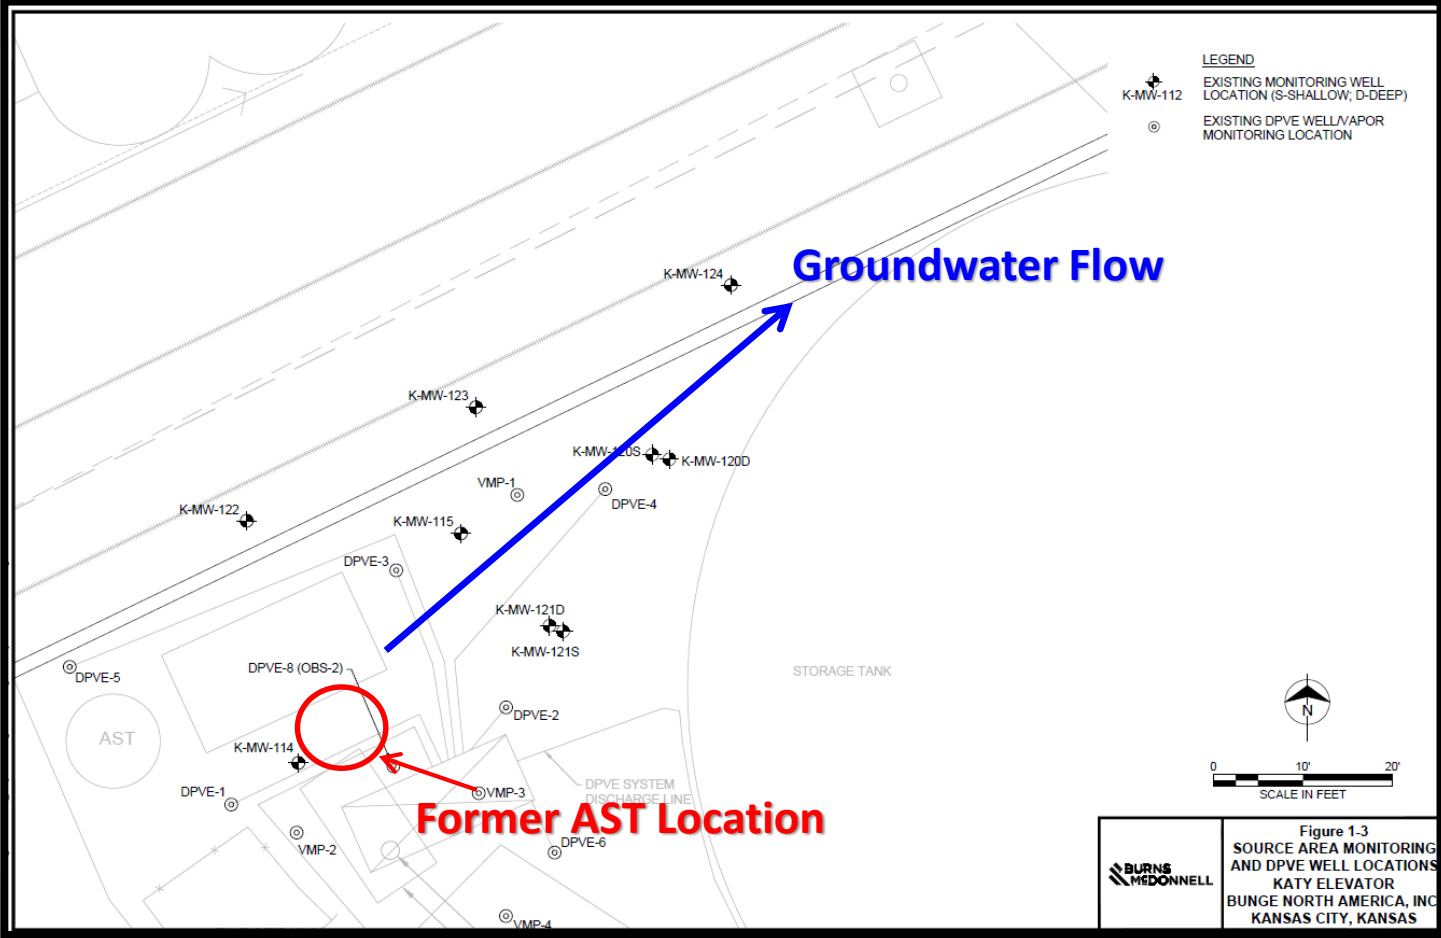 LEGEND
K-MW-112
EXISTING MONITORING WELL
LOCATION (S-SHALLOW; D-DEEP)
EXISTING DPVE WELL/VAPOR
MONITORING LOCATION
Groundwater Flow
K-MW-124
K-MW-123
K-MW-120S
K-MW-120D
VMP-1
DPVE-4
K-MW-122
K-MW-115
DPVE-3
K-MW-121D
K-MW-121S
DPVE-8 (OBS-2)
DPVE-5
STORAGE TANK
DPVE-2
AST
K-MW-114
N
DPVE-1
VMP-3
DPVE SYSTEM
DISCHARGE LINE
Former AST Location
0 10' 20'
SCALE IN FEET
VMP-2
DPVE-6
VMP-4
BURNS
MCDONNELL
Figure 1-3
SOURCE AREA MONITORING
AND DPVE WELL LOCATIONS
KATY ELEVATOR
BUNGE NORTH AMERICA, INC
KANSAS CITY, KANSAS